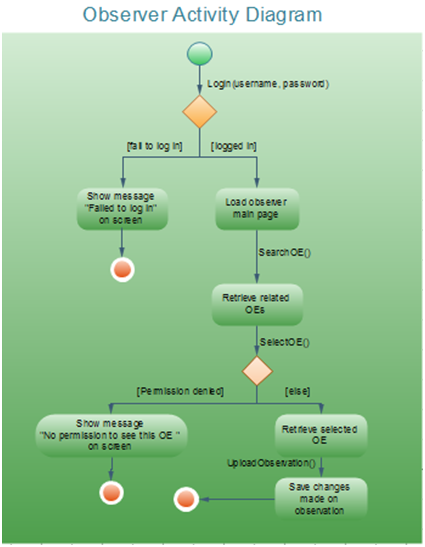 Observer Activity Diagram
Login(username, password)
[fail to log in]
[logged in]
Show message
"Failed to log in"
on screen
Load observer
main page
SearchOE()
Retrieve related
OEs
SelectOE()
[Permission denied]
[else]
Show message
"No permission to see this OE "
on screen
Retrieve selected
OE
UploadObservation()
Save changes
made on
observation